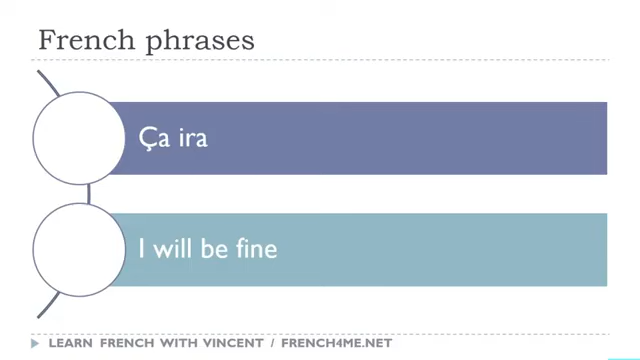 French phrases
Ça ira
I will be fine
LEARN FRENCH WITH VINCENT / FRENCH4ME.NET